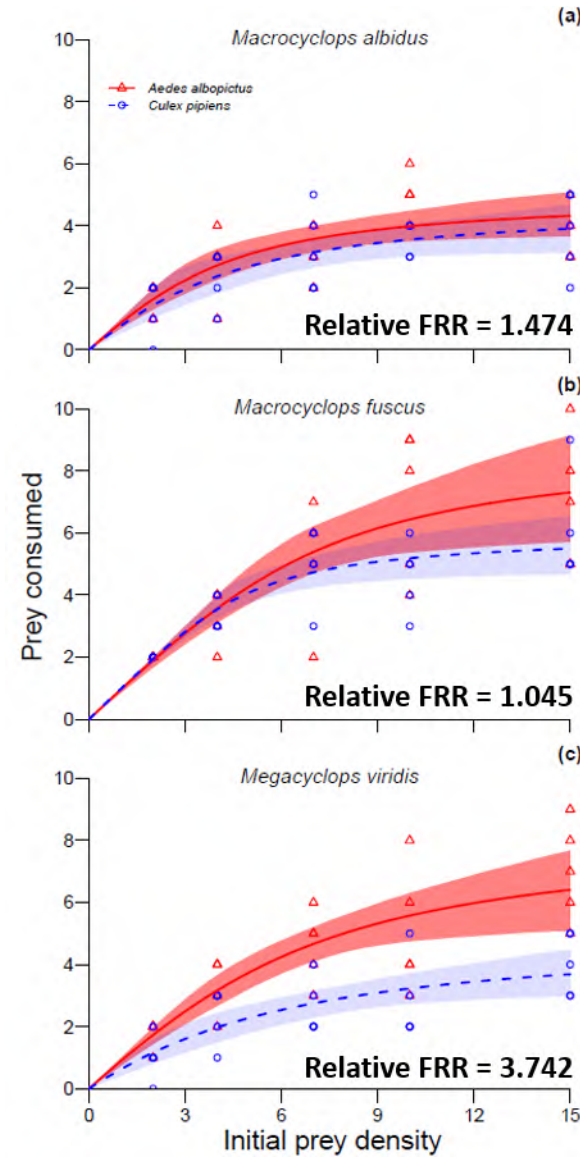 (a)
Macrocyclops albidus
Aedes albopictus
Culex pipiens
10
8
6
4
2
0
Relative FRR = 1.474
(b)
Macrocyclops fuscus
10
8
6
4
2
0
Relative FRR = 1.045
Prey consumed
(c)
Megacyclops viridis
10
8
6
4
2
0
Relative FRR = 3.742
0 3 6 9 12 15
Initial prey density